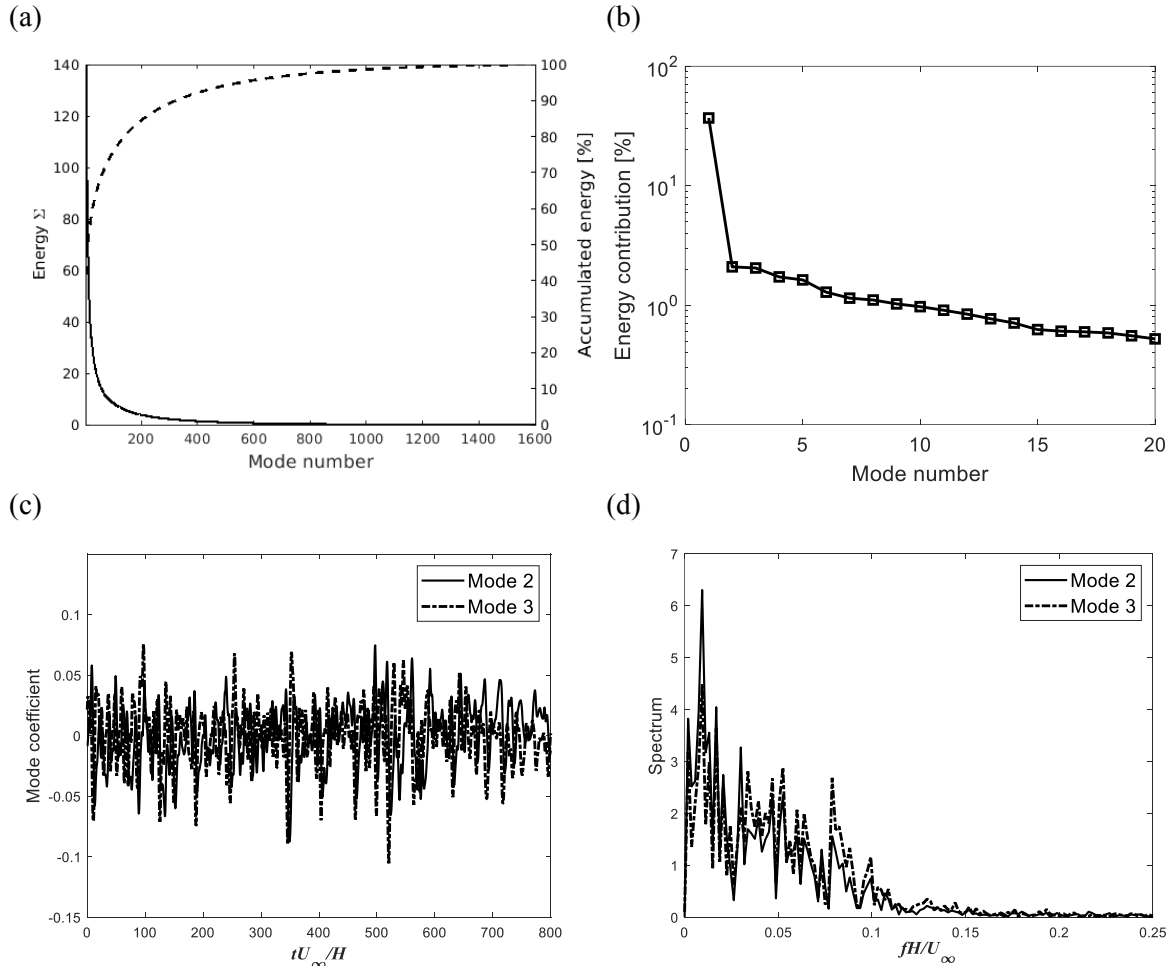 (a)
(b)
140
120
100
80
60
40
20
0
Energy Σ
100
90
80
70
60
50
40
30
20
10
0
Accumulated energy [%]
200 400 600 800 1000 1200 1400 1600
Mode number
10^2
10^1
10^0
10^-1
Energy contribution [%]
0 5 10 15 20
Mode number
(c)
(d)
Mode 2
Mode 3
0.1
0.05
0
-0.05
-0.1
-0.15
Mode coefficient
0 100 200 300 400 500 600 700 800
tU∞/H
Mode 2
Mode 3
7
6
5
4
3
2
1
0
Spectrum
0 0.05 0.1 0.15 0.2 0.25
fH/U∞